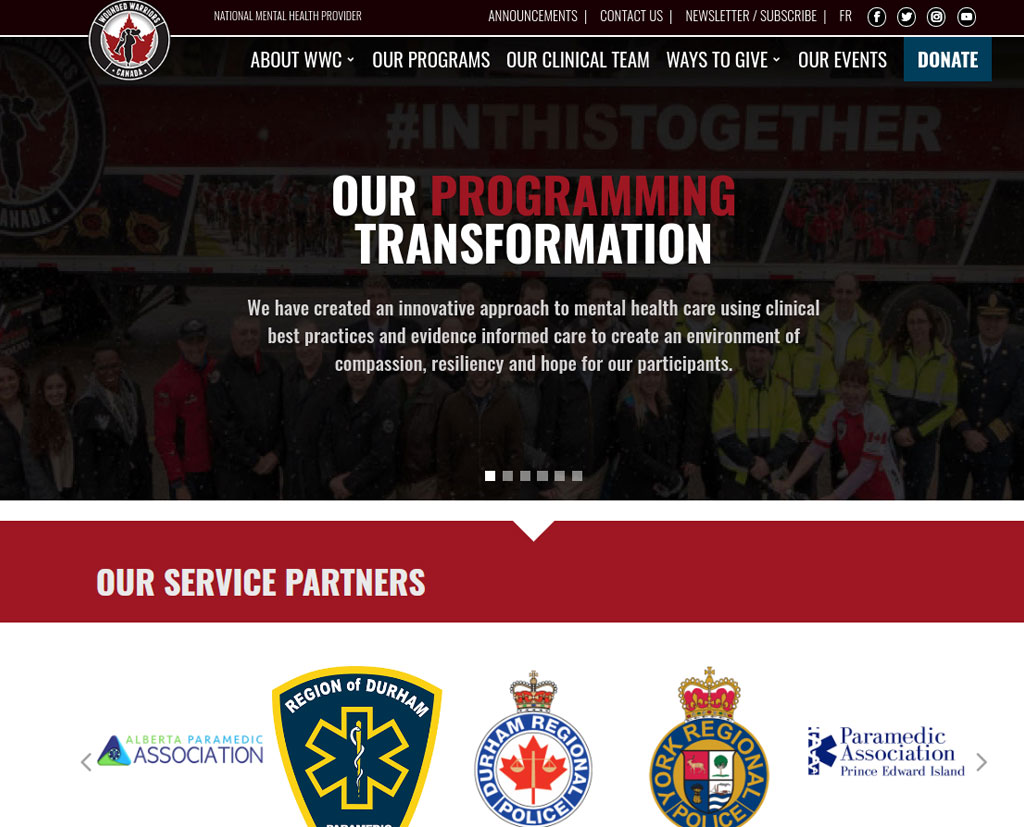 WOUNDED WARRIORS
CANADA
NATIONAL MENTAL HEALTH PROVIDER
ANNOUNCEMENTS | CONTACT US | NEWSLETTER / SUBSCRIBE | FR
ABOUT WWC OUR PROGRAMS OUR CLINICAL TEAM WAYS TO GIVE OUR EVENTS DONATE
#INTHISTOGETHER
CANADA
OUR PROGRAMMING
TRANSFORMATION
We have created an innovative approach to mental health care using clinical
best practices and evidence informed care to create an environment of
compassion, resiliency and hope for our participants.
OUR SERVICE PARTNERS
ALBERTA PARAMEDIC
ASSOCIATION
REGION of DURHAM
PARAMEDIC
DURHAM REGIONAL
POLICE
YORK REGIONAL
POLICE
Paramedic
Association
Prince Edward Island